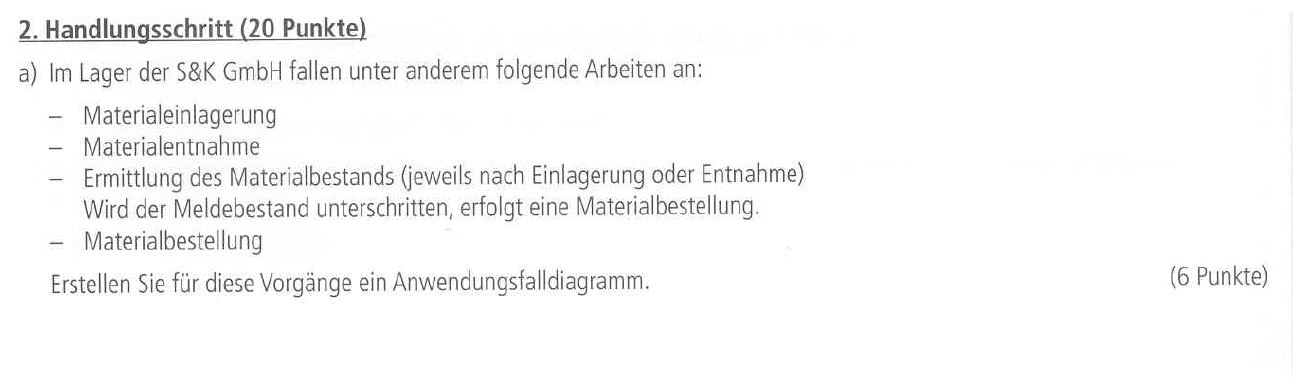 2. Handlungsschritt (20 Punkte)
a) Im Lager der S&K GmbH fallen unter anderem folgende Arbeiten an:
– Materialeinlagerung
– Materialentnahme
– Ermittlung des Materialbestands (jeweils nach Einlagerung oder Entnahme)
Wird der Meldebestand unterschritten, erfolgt eine Materialbestellung.
– Materialbestellung
Erstellen Sie für diese Vorgänge ein Anwendungsfalldiagramm. (6 Punkte)